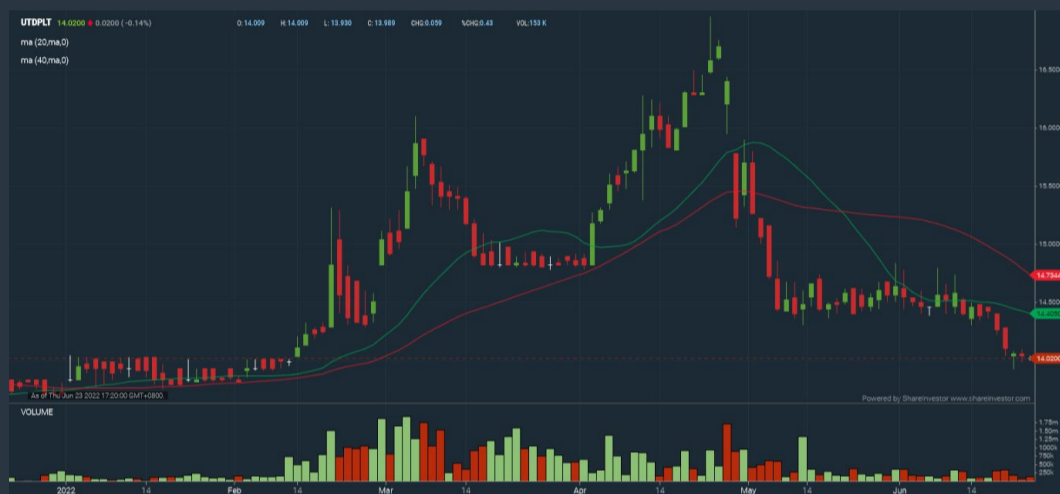 UTDPLT 14.0200 0.0200 ( -0.14%) O: 14.009 H: 14.009 L: 13.930 C: 13.989 CHG:0.059 %CHG:0.43 VOL:153 K
ma (20,ma,0)
ma (40,ma,0)
16.5000
16.0000
15.5000
15.0000
14.7344
14.5000
14.0200
As of Thu Jun 23 2022 17:20:00 GMT+0800.
Powered by ShareInvestor www.shareinvestor.com
VOLUME
1.75m
1.50m
1.25m
1000k
750k
500k
250k
2022 14 Feb 14 Mar 14 Apr 14 May 14 Jun 14